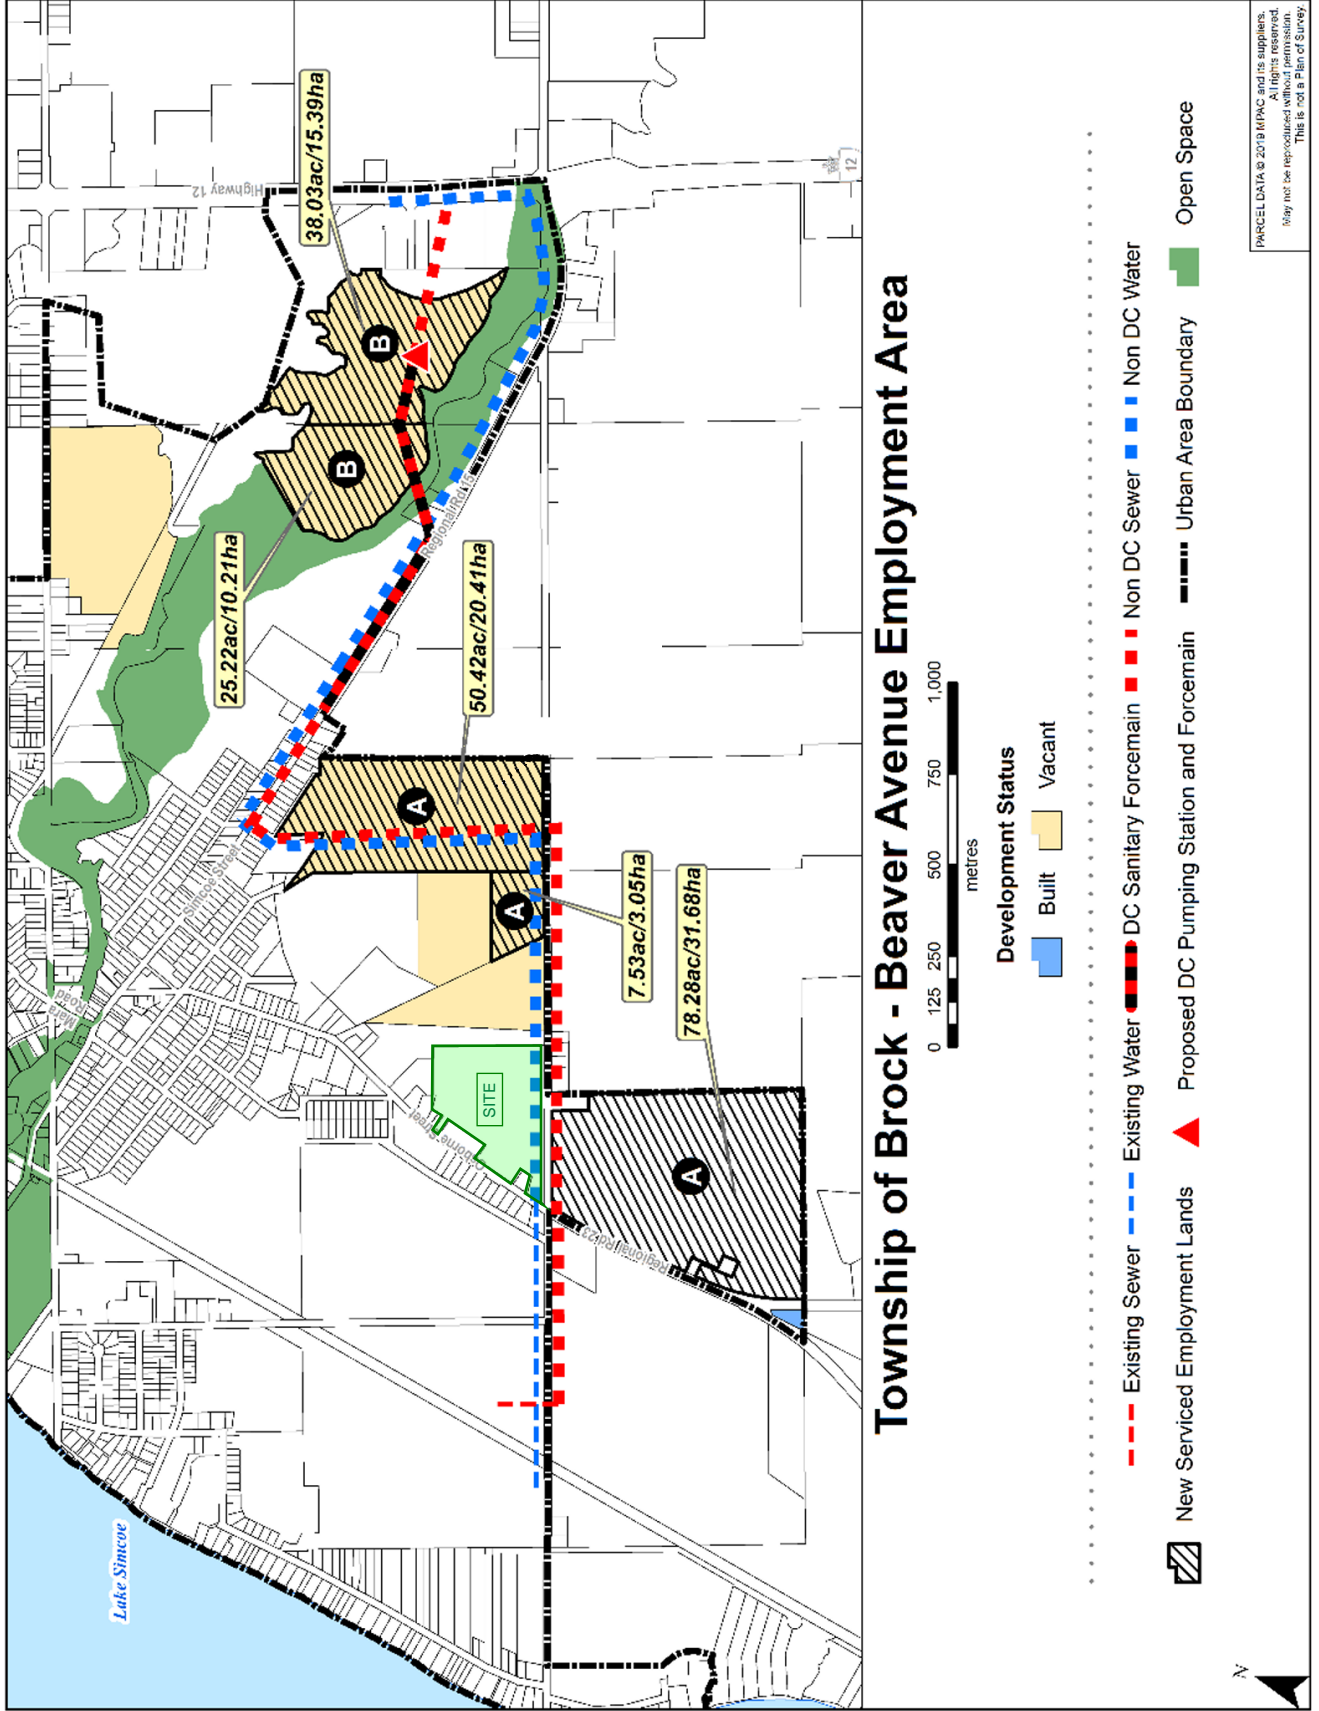 Lake Simcoe
Mara
Road
Simcoe Street
Osborne Street
Regional Rd 23
Regional Rd 15
Highway 12
12
SITE
A
A
A
B
B
78.28ac/31.68ha
7.53ac/3.05ha
50.42ac/20.41ha
25.22ac/10.21ha
38.03ac/15.39ha
Township of Brock - Beaver Avenue Employment Area
0 125 250 500 750 1,000
metres
Development Status
Built Vacant
Existing Sewer Existing Water DC Sanitary Forcemain Non DC Sewer Non DC Water
New Serviced Employment Lands Proposed DC Pumping Station and Forcemain Urban Area Boundary Open Space
N
PARCEL DATA © 2019 MPAC and its suppliers.
All rights reserved.
May not be reproduced without permission.
This is not a Plan of Survey.